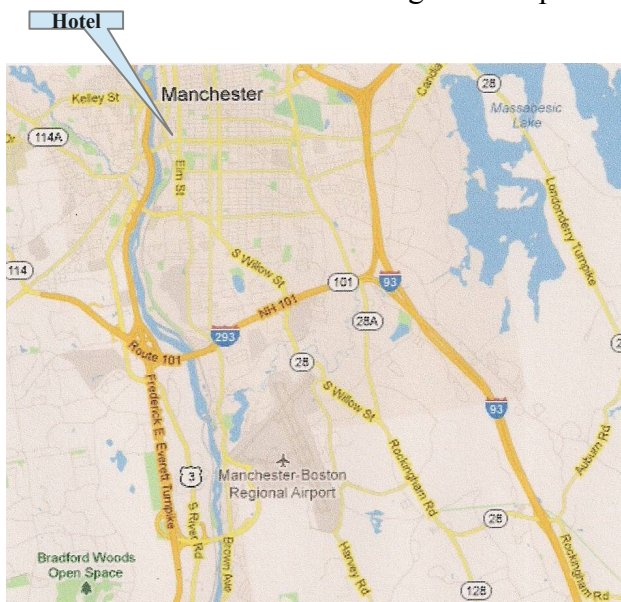 Hotel
28
Kelley St
Manchester
Massabesic
Lake
114A
Elm St
Londonderry Turnpike
S Willow St
114
101
93
NH 101
28A
293
Route 101
28
S Willow St
93
Frederick E. Everett Turnpike
Auburn Rd
3
Manchester-Boston
Regional Airport
Rockingham Rd
S River Rd
28
Brown Ave
Harvey Rd
Rockingham
Bradford Woods
Open Space
128